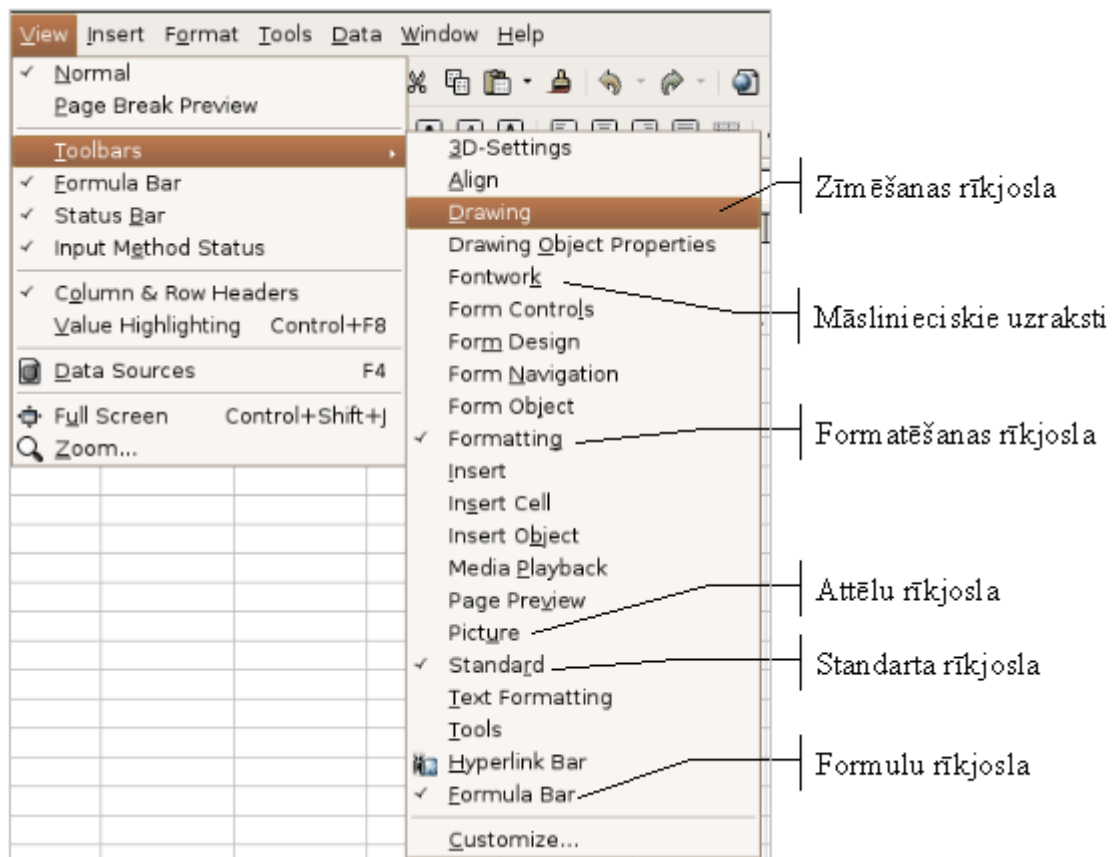 View Insert Format Tools Data Window Help
Normal
Page Break Preview
Toolbars
Formula Bar
Status Bar
Input Method Status
Column & Row Headers
Value Highlighting Control+F8
Data Sources F4
Full Screen Control+Shift+J
Zoom...
3D-Settings
Align
Drawing
Drawing Object Properties
Fontwork
Form Controls
Form Design
Form Navigation
Form Object
Formatting
Insert
Insert Cell
Insert Object
Media Playback
Page Preview
Picture
Standard
Text Formatting
Tools
Hyperlink Bar
Formula Bar
Customize...
Zīmēšanas rīkjosla
Māslinieciskie uzraksti
Formatēšanas rīkjosla
Attēlu rīkjosla
Standarta rīkjosla
Formulu rīkjosla